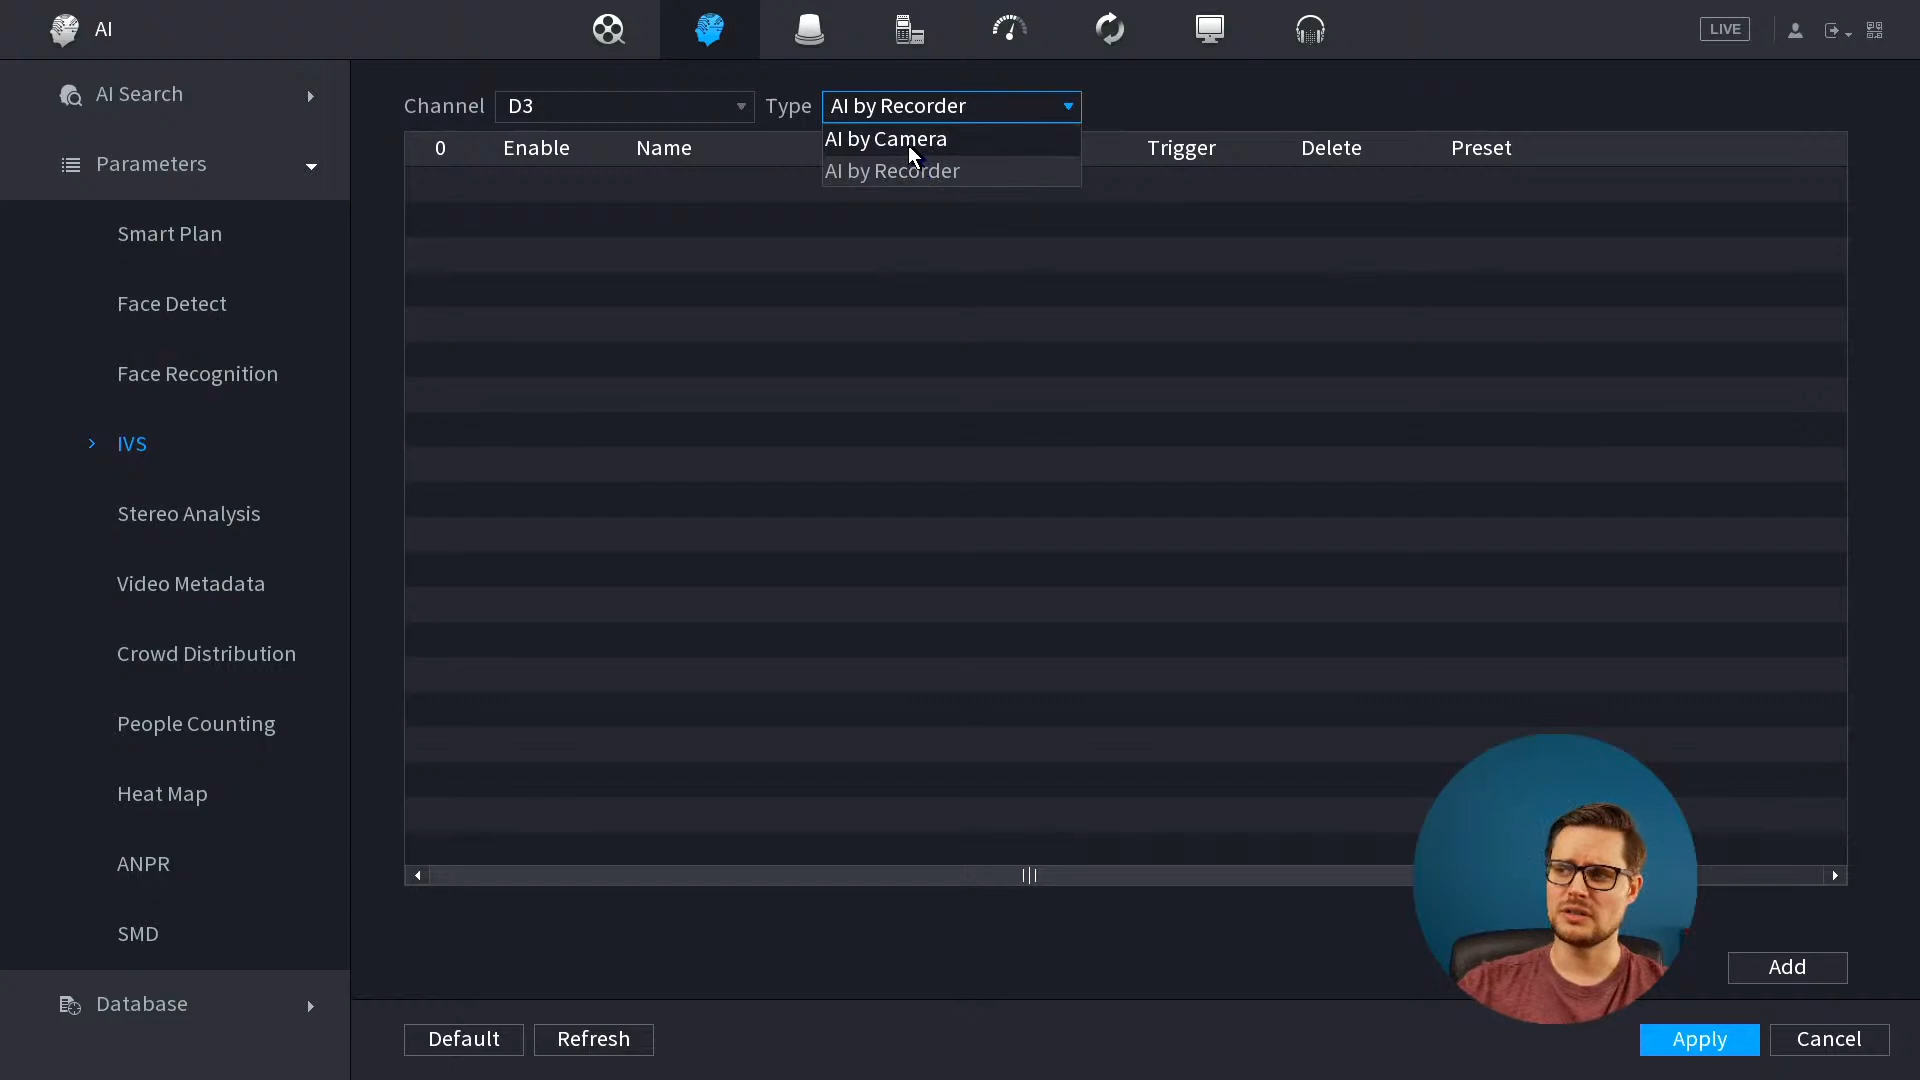 AI
LIVE
AI Search
Parameters
Smart Plan
Face Detect
Face Recognition
IVS
Stereo Analysis
Video Metadata
Crowd Distribution
People Counting
Heat Map
ANPR
SMD
Database
Channel D3 Type AI by Recorder
AI by Camera
AI by Recorder
0 Enable Name Trigger Delete Preset
Add
Default Refresh Apply Cancel